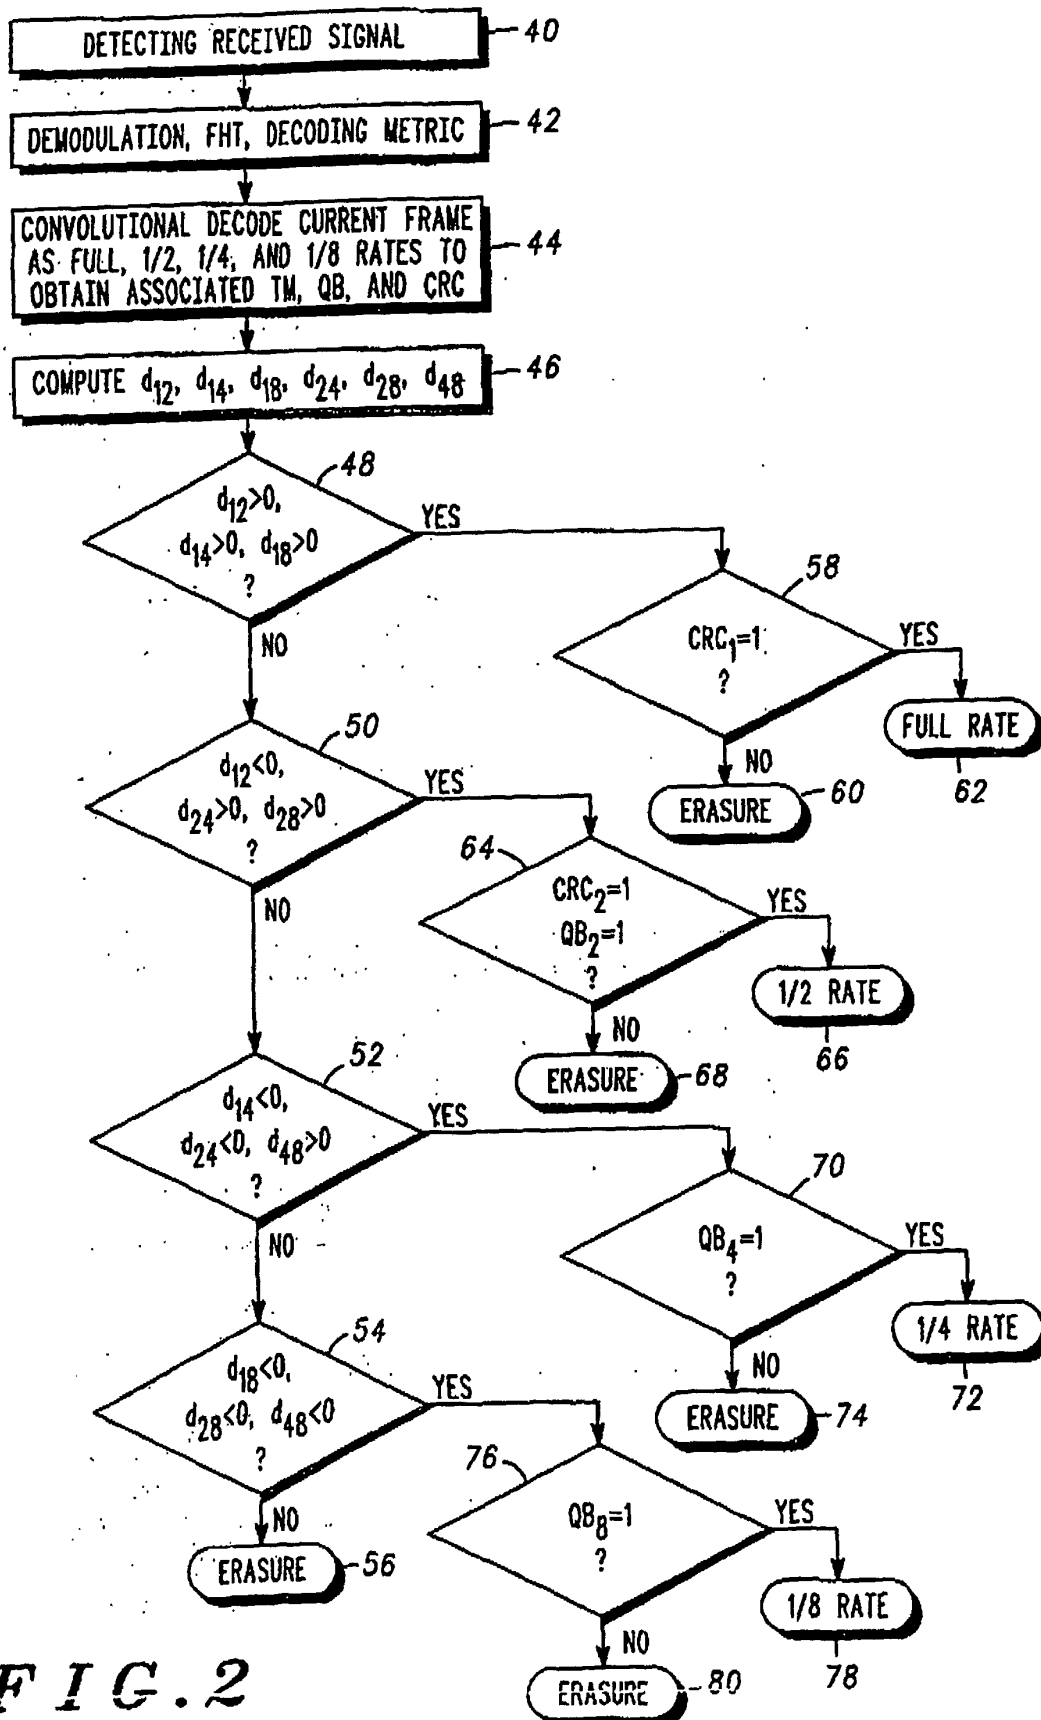 DETECTING RECEIVED SIGNAL
40
DEMODULATION, FHT, DECODING METRIC
42
CONVOLUTIONAL DECODE CURRENT FRAME
AS FULL, 1/2, 1/4, AND 1/8 RATES TO
OBTAIN ASSOCIATED TM, QB, AND CRC
44
COMPUTE d12, d14, d18, d24, d28, d48
46
48
d12>0,
d14>0, d18>0
?
YES
NO
58
CRC1=1
?
YES
FULL RATE
62
NO
ERASURE
60
50
d12<0,
d24>0, d28>0
?
YES
NO
64
CRC2=1
QB2=1
?
YES
1/2 RATE
66
NO
ERASURE
68
52
d14<0,
d24<0, d48>0
?
YES
NO
70
QB4=1
?
YES
1/4 RATE
72
NO
ERASURE
74
54
d18<0,
d28<0, d48<0
?
YES
NO
ERASURE
56
76
QB8=1
?
YES
1/8 RATE
78
NO
ERASURE
80
FIG.2